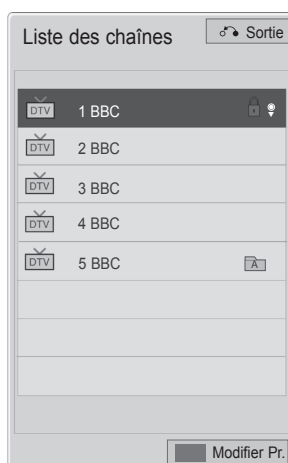 Liste des chaînes
Sortie
DTV 1 BBC
DTV 2 BBC
DTV 3 BBC
DTV 4 BBC
DTV 5 BBC A
Modifier Pr.